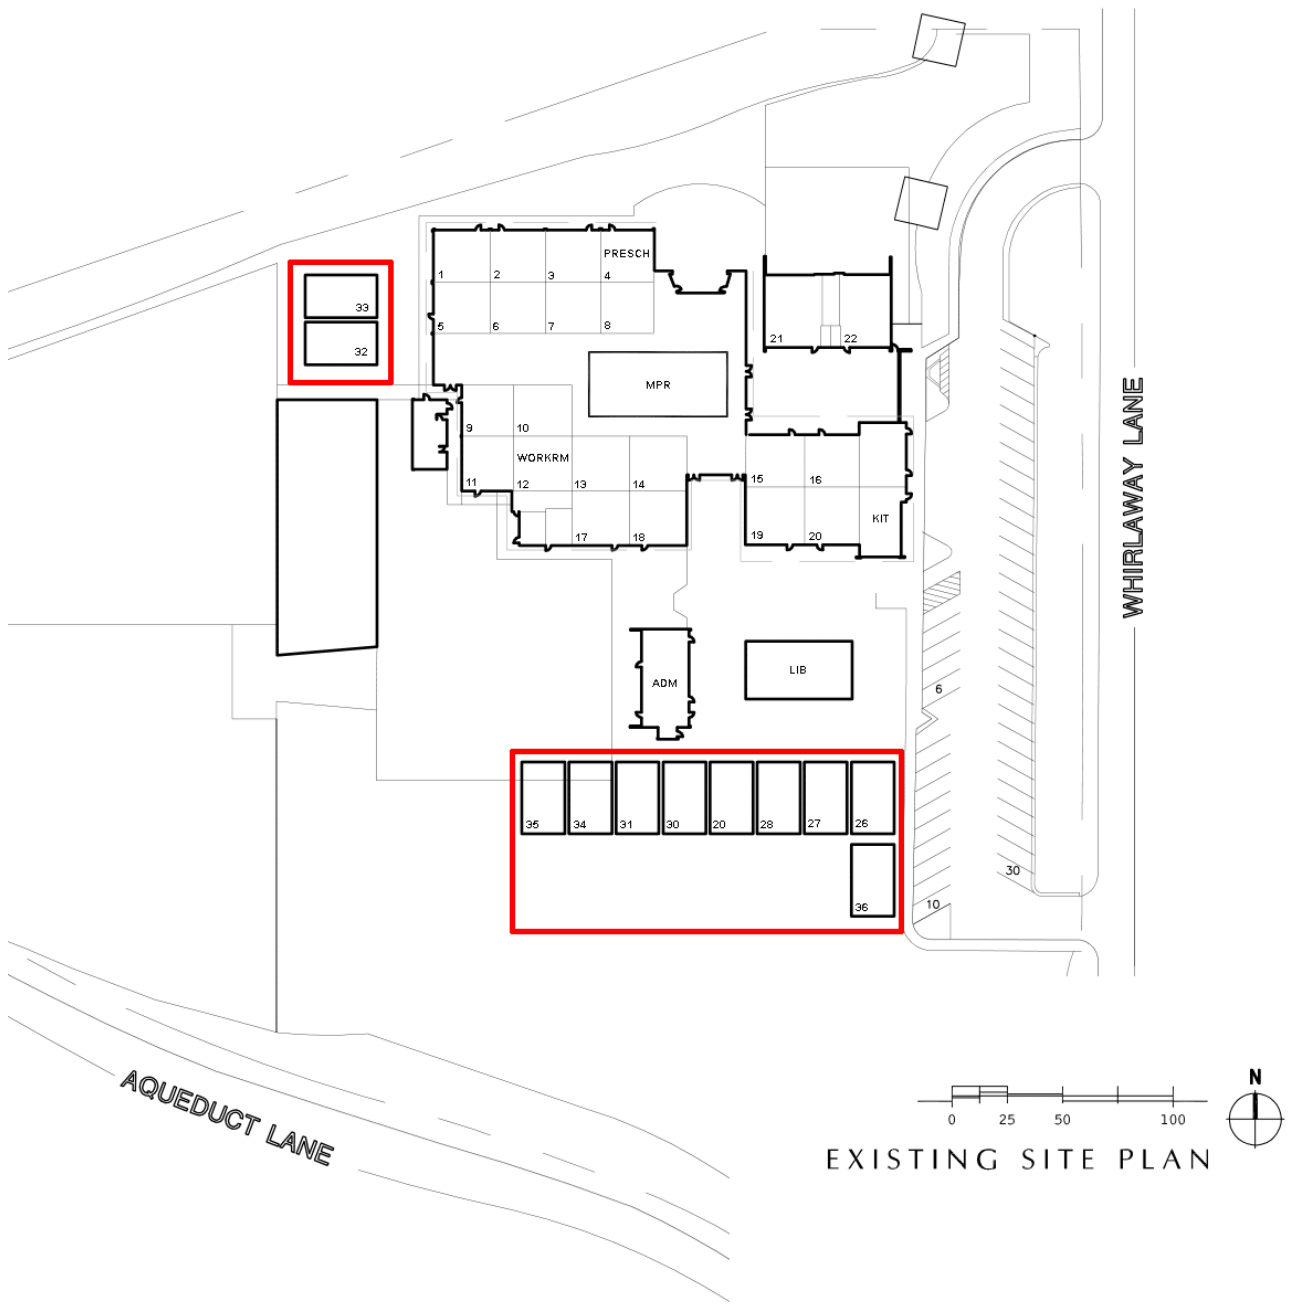 PRESCH
1 2 3 4
33
5 6 7 8
21 22
32
MPR
9 10
WORKRM
11 12 13 14
15 16
KIT
17 18
19 20
WHIRLAWAY LANE
ADM
LIB
6
35 34 31 30 20 28 27 26
30
36
10
AQUEDUCT LANE
N
0 25 50 100
EXISTING SITE PLAN